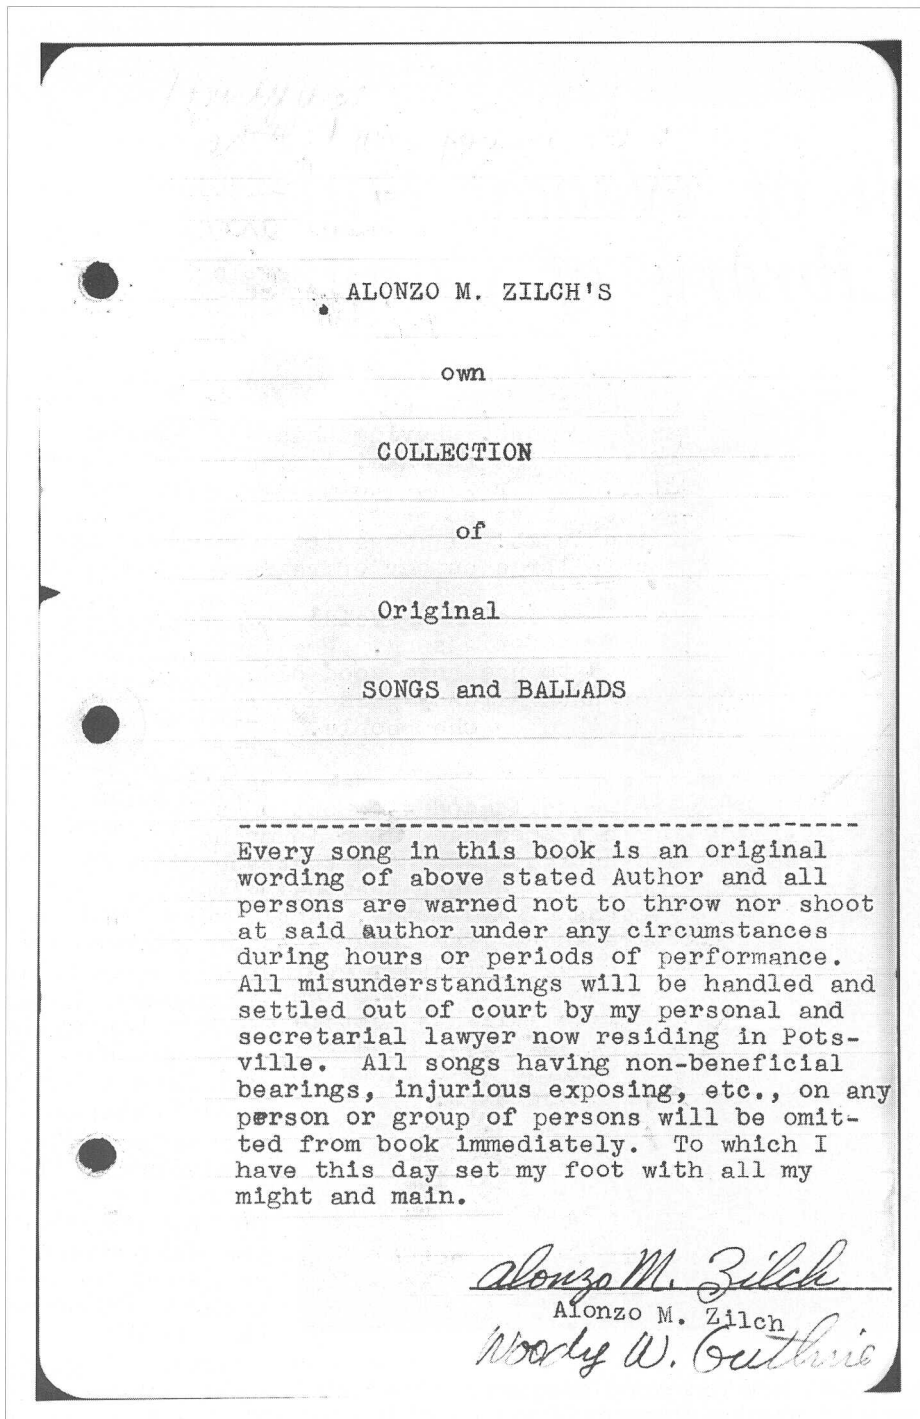 ALONZO M. ZILCH'S
own
COLLECTION
of
Original
SONGS and BALLADS
Every song in this book is an original
wording of above stated Author and all
persons are warned not to throw nor shoot
at said author under any circumstances
during hours or periods of performance.
All misunderstandings will be handled and
settled out of court by my personal and
secretarial lawyer now residing in Pots-
ville. All songs having non-beneficial
bearings, injurious exposing, etc., on any
person or group of persons will be omit-
ted from book immediately. To which I
have this day set my foot with all my
might and main.
Alonzo M. Zilch
Alonzo M. Zilch
Woody W. Guthrie